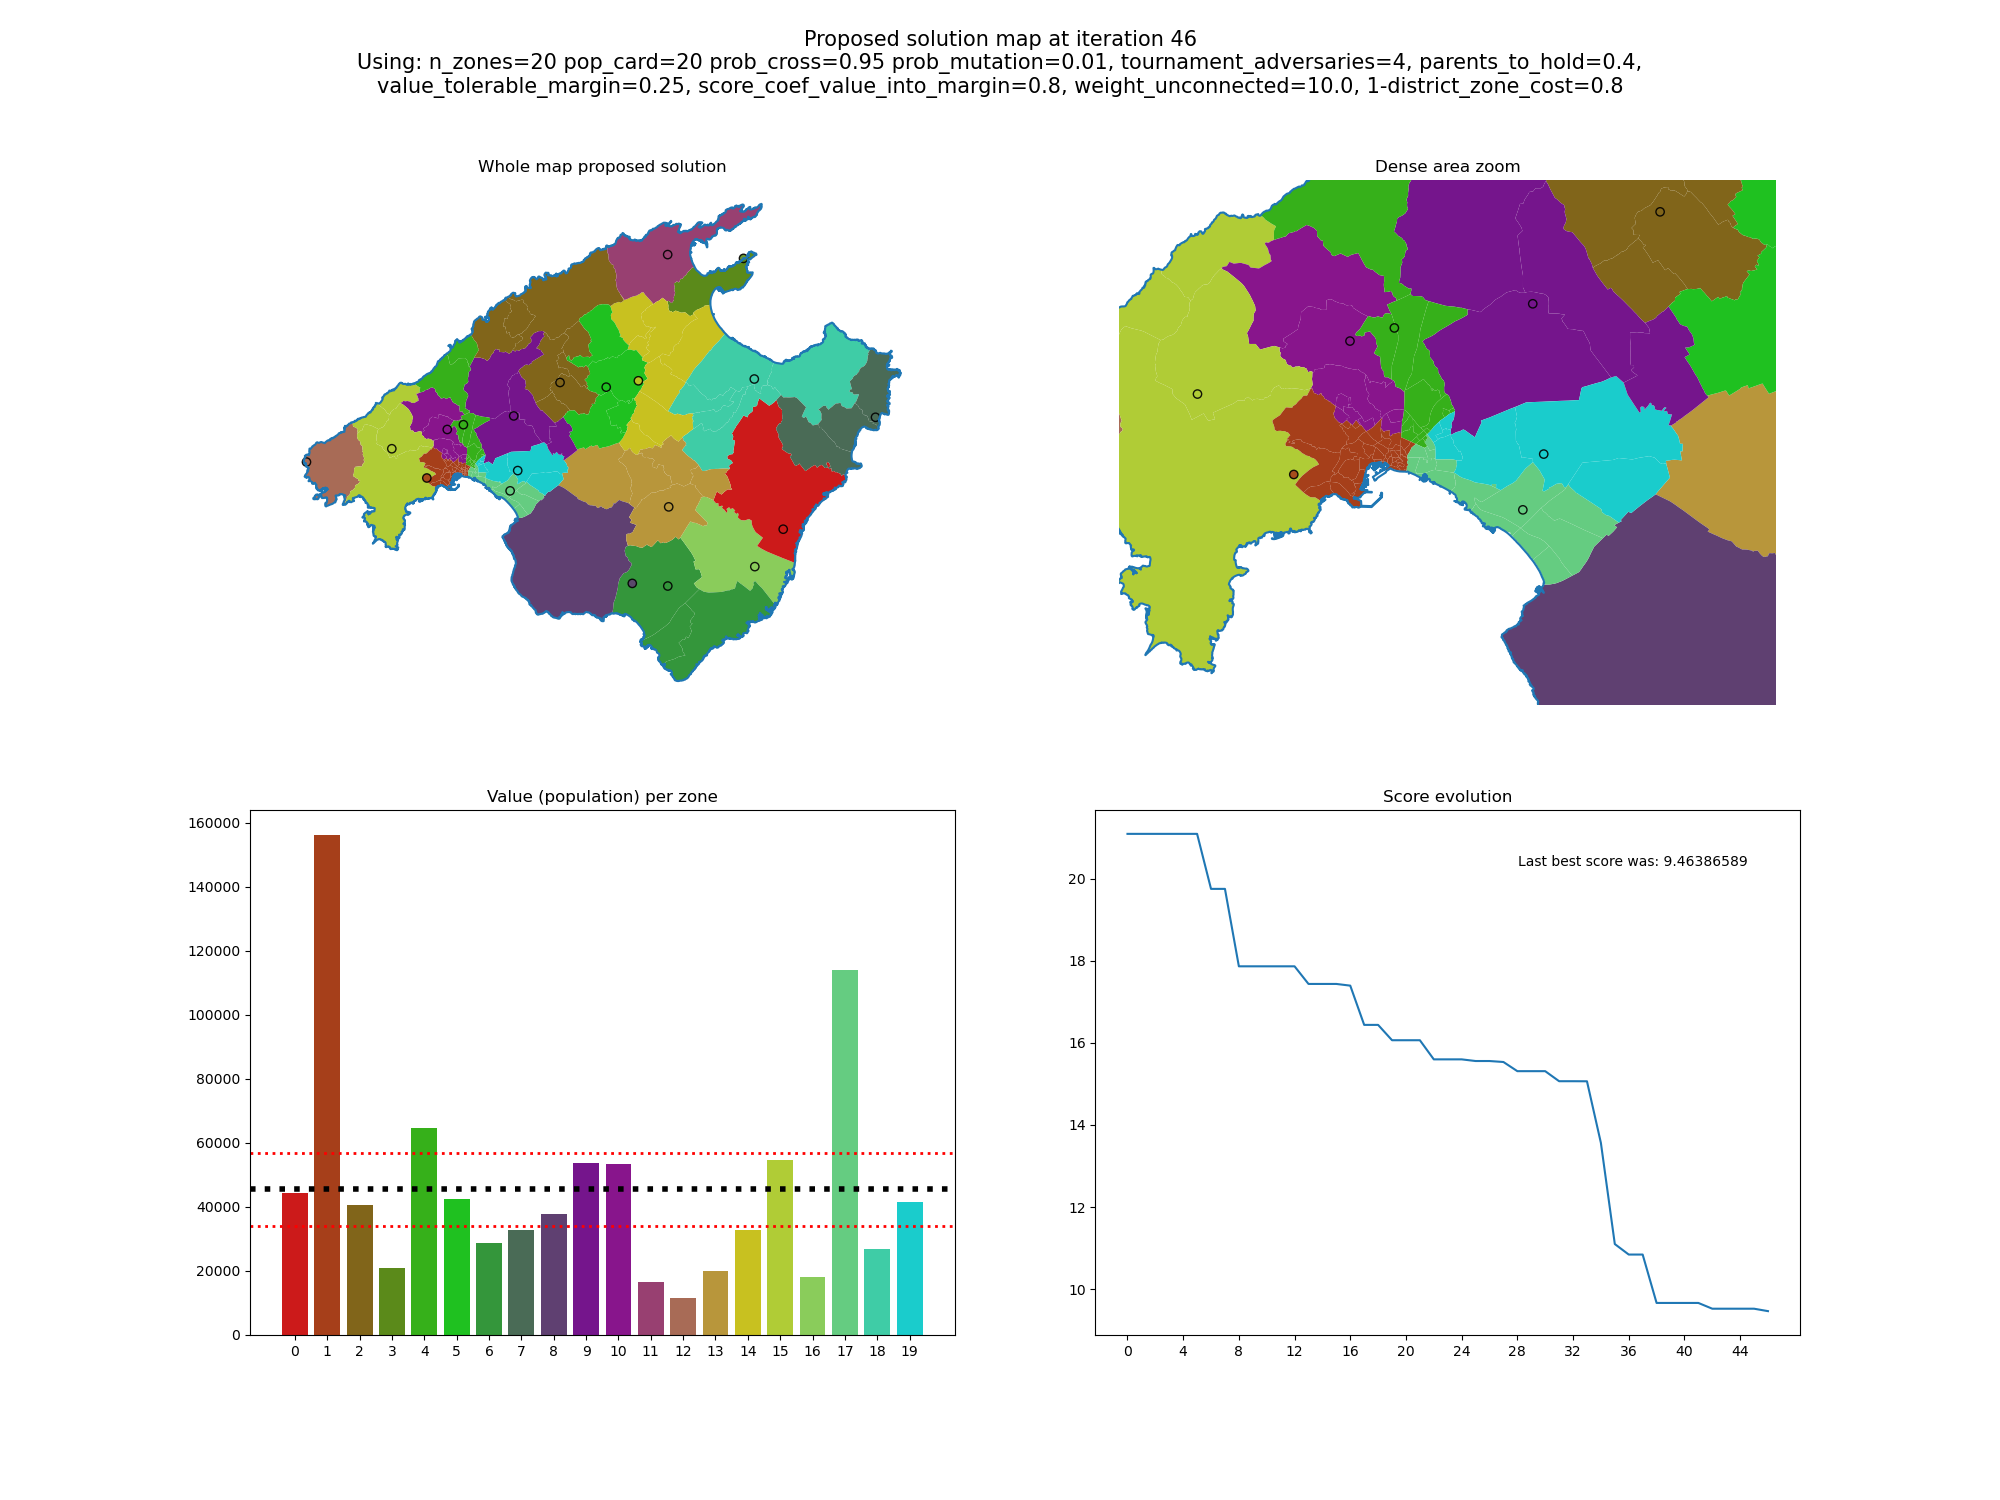 Proposed solution map at iteration 46
Using: n_zones=20 pop_card=20 prob_cross=0.95 prob_mutation=0.01, tournament_adversaries=4, parents_to_hold=0.4,
value_tolerable_margin=0.25, score_coef_value_into_margin=0.8, weight_unconnected=10.0, 1-district_zone_cost=0.8
Whole map proposed solution
Dense area zoom
Value (population) per zone
160000
140000
120000
100000
80000
60000
40000
20000
0
0 1 2 3 4 5 6 7 8 9 10 11 12 13 14 15 16 17 18 19
Score evolution
Last best score was: 9.46386589
20
18
16
14
12
10
0 4 8 12 16 20 24 28 32 36 40 44